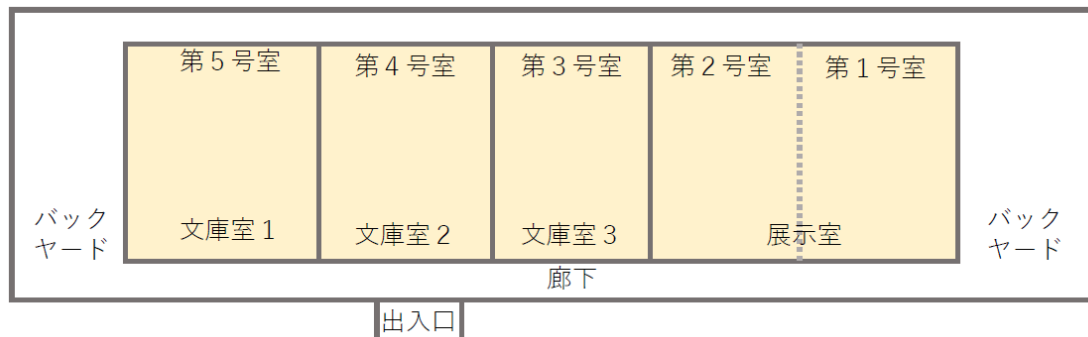 第５号室
第４号室
第３号室
第２号室
第１号室
文庫室１
文庫室２
文庫室３
展示室
バック
ヤード
バック
ヤード
廊下
出入口